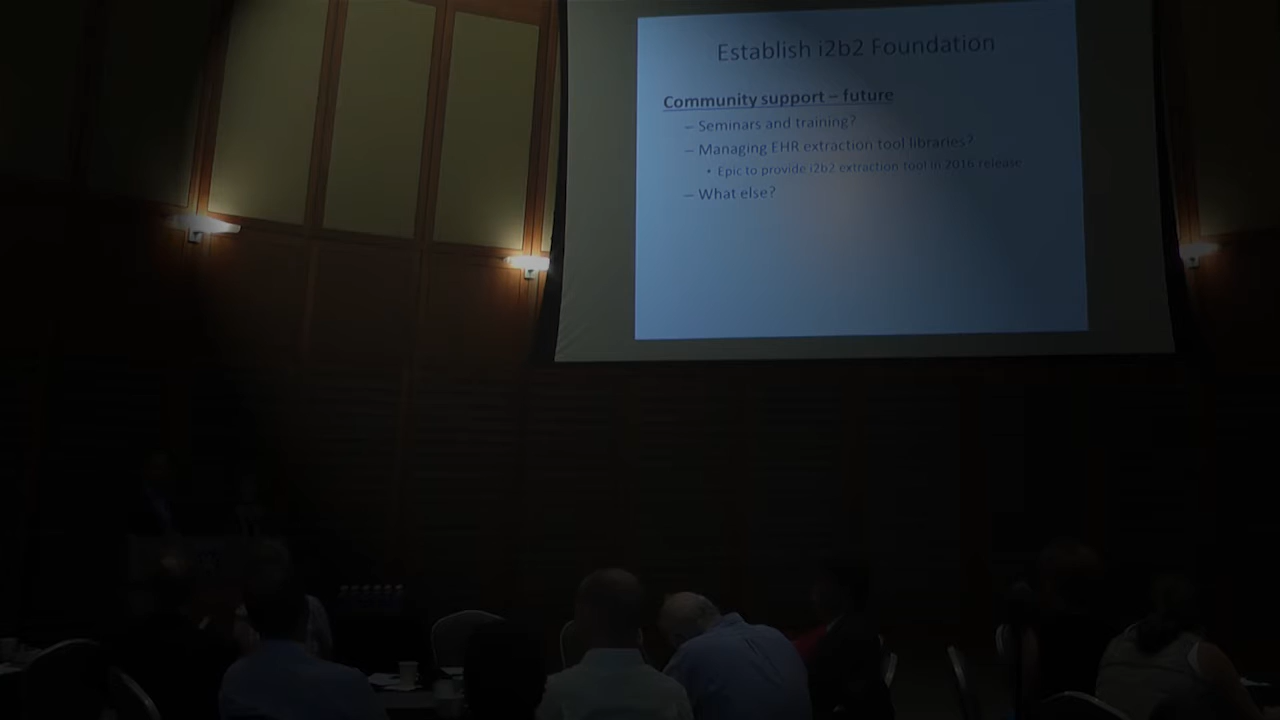 Establish i2b2 Foundation
Community support – future
– Seminars and training?
– Managing EHR extraction tool libraries?
• Epic to provide i2b2 extraction tool in 2016 release
– What else?